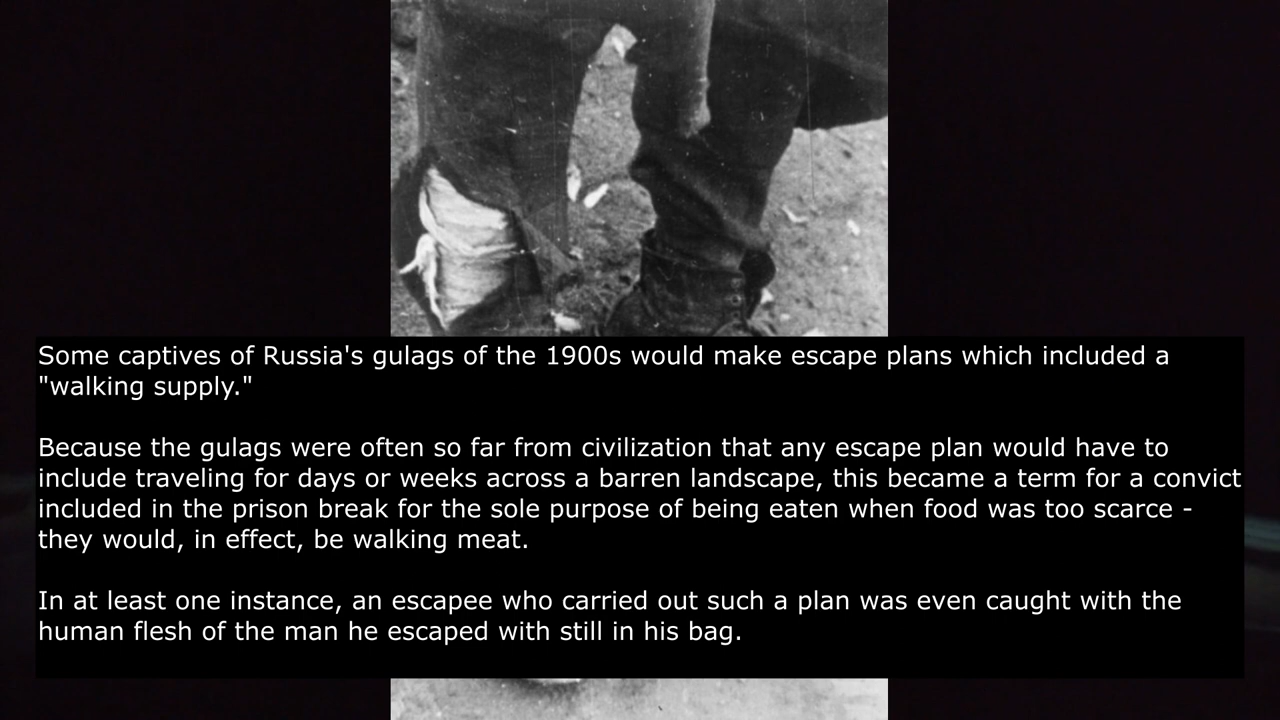 Some captives of Russia's gulags of the 1900s would make escape plans which included a
"walking supply."
Because the gulags were often so far from civilization that any escape plan would have to
include traveling for days or weeks across a barren landscape, this became a term for a convict
included in the prison break for the sole purpose of being eaten when food was too scarce -
they would, in effect, be walking meat.
In at least one instance, an escapee who carried out such a plan was even caught with the
human flesh of the man he escaped with still in his bag.